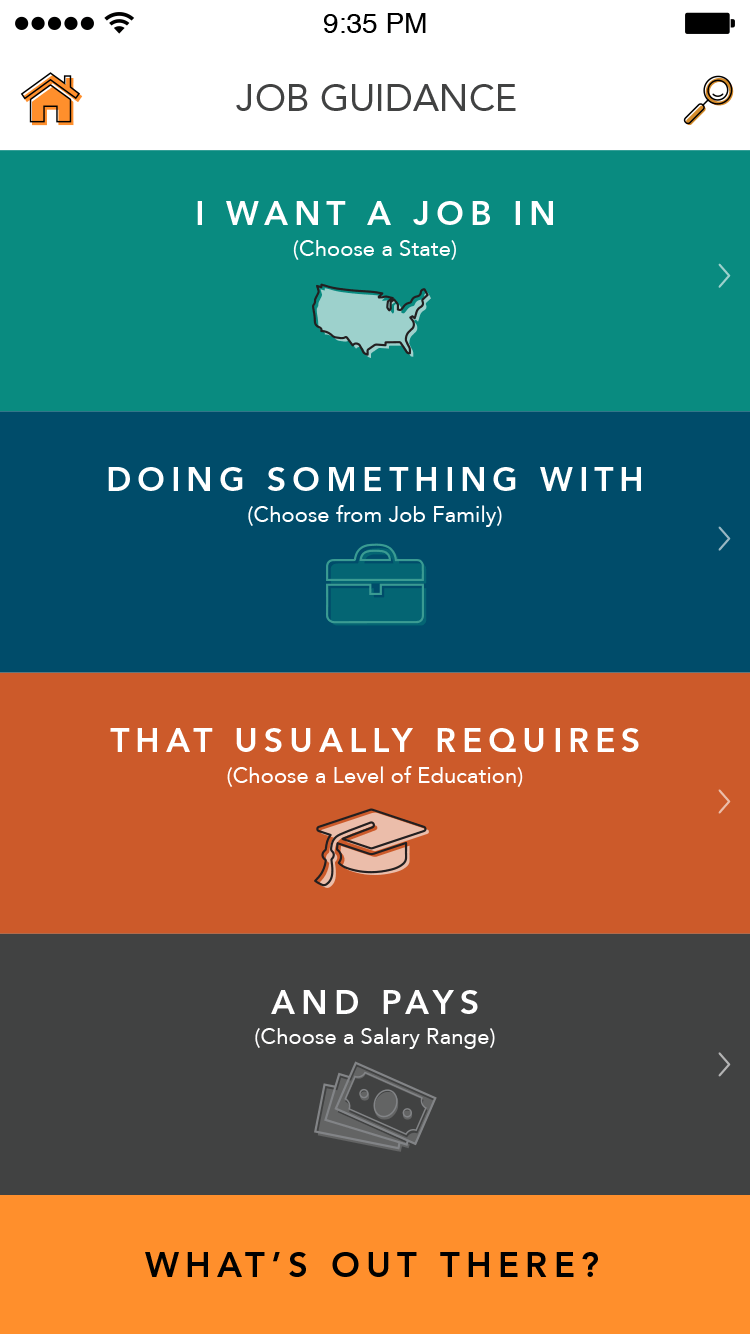 9:35 PM
JOB GUIDANCE
I WANT A JOB IN
(Choose a State)
DOING SOMETHING WITH
(Choose from Job Family)
THAT USUALLY REQUIRES
(Choose a Level of Education)
AND PAYS
(Choose a Salary Range)
WHAT’S OUT THERE?